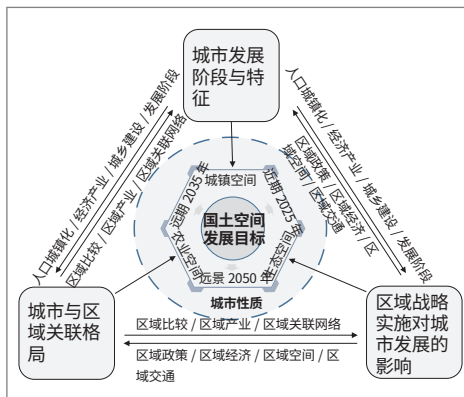 城市发展
阶段与特
征
人口城镇化 / 经济产业 / 城乡建设 / 发展阶段
区域比较 / 区域产业 / 区域关联网络
人口城镇化 / 经济产业 / 城乡建设 / 发展阶段
区域政策 / 区域经济 / 区
域空间 / 区域交通
城镇空间
远期 2035 年
近期 2025 年
国土空间
发展目标
农业空间
生态空间
远景 2050 年
城市性质
城市与区
域关联格
局
区域比较 / 区域产业 / 区域关联网络
区域政策 / 区域经济 / 区域空间 / 区
域交通
区域战略
实施对城
市发展的
影响